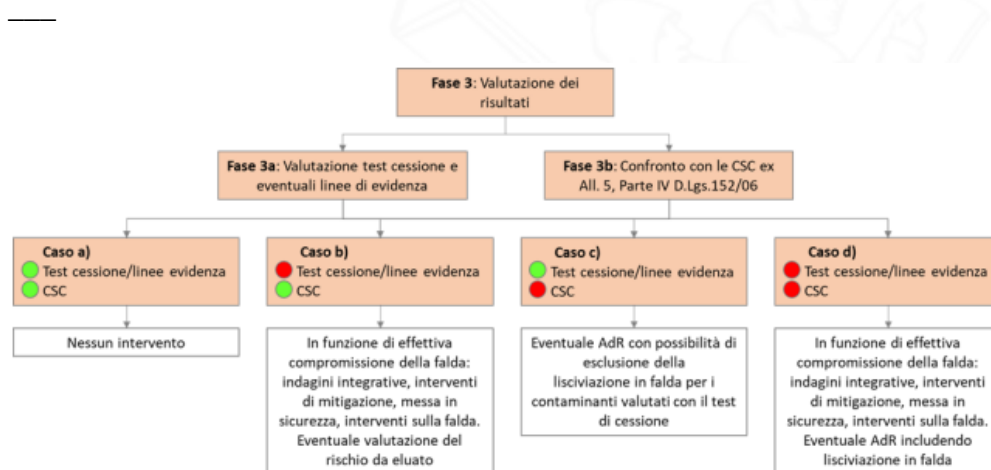 Fase 3: Valutazione dei
risultati
Fase 3a: Valutazione test cessione e
eventuali linee di evidenza
Fase 3b: Confronto con le CSC ex
All. 5, Parte IV D.Lgs.152/06
Caso a)
Test cessione/linee evidenza
CSC
Caso b)
Test cessione/linee evidenza
CSC
Caso c)
Test cessione/linee evidenza
CSC
Caso d)
Test cessione/linee evidenza
CSC
Nessun intervento
In funzione di effettiva
compromissione della falda:
indagini integrative, interventi
di mitigazione, messa in
sicurezza, interventi sulla falda.
Eventuale valutazione del
rischio da eluato
Eventuale AdR con possibilità di
esclusione della
lisciviazione in falda per i
contaminanti valutati con il test
di cessione
In funzione di effettiva
compromissione della falda:
indagini integrative, interventi
di mitigazione, messa in
sicurezza, interventi sulla falda.
Eventuale AdR includendo
lisciviazione in falda